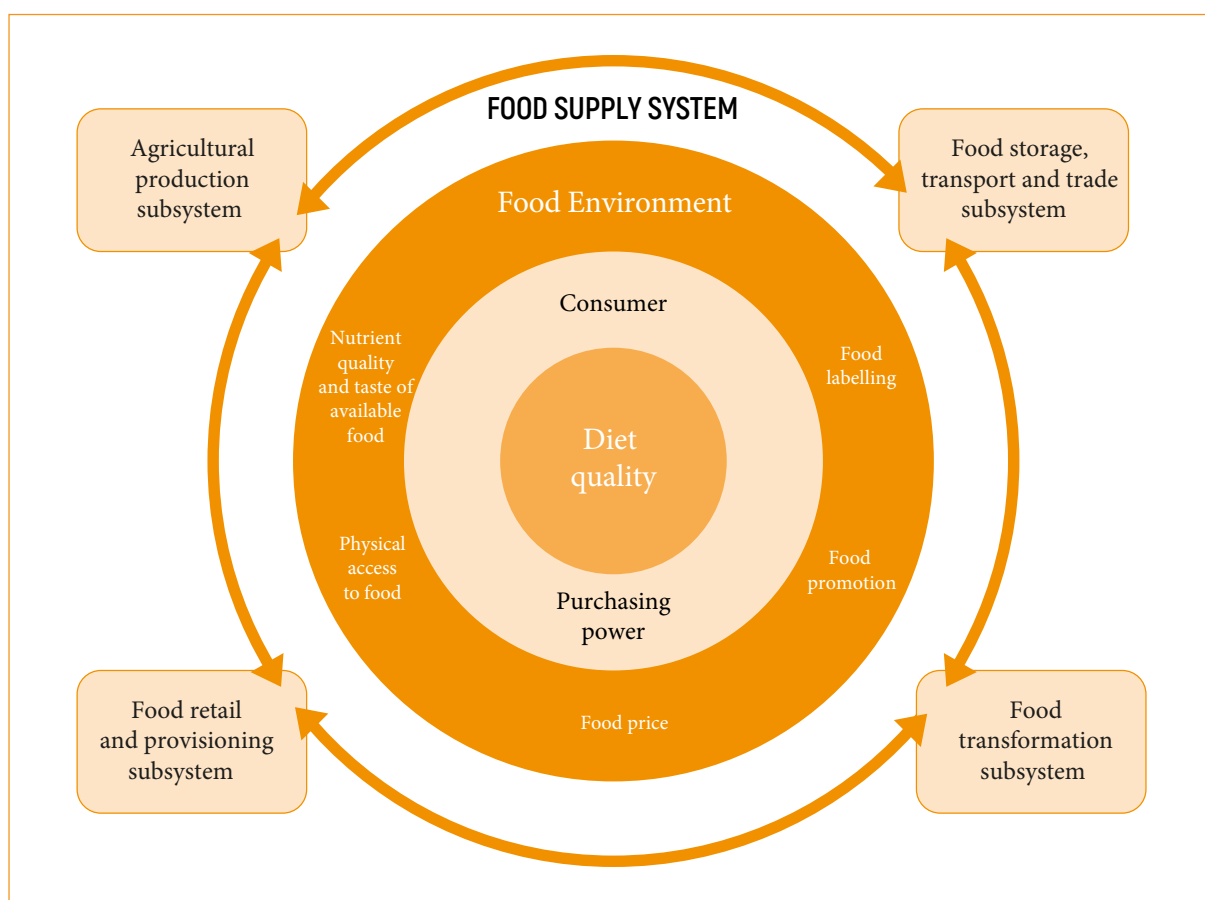 FOOD SUPPLY SYSTEM
Agricultural
production
subsystem
Food storage,
transport and trade
subsystem
Food Environment
Consumer
Nutrient
quality
and taste of
available
food
Food
labelling
Diet
quality
Physical
access
to food
Food
promotion
Purchasing
power
Food price
Food retail
and provisioning
subsystem
Food
transformation
subsystem